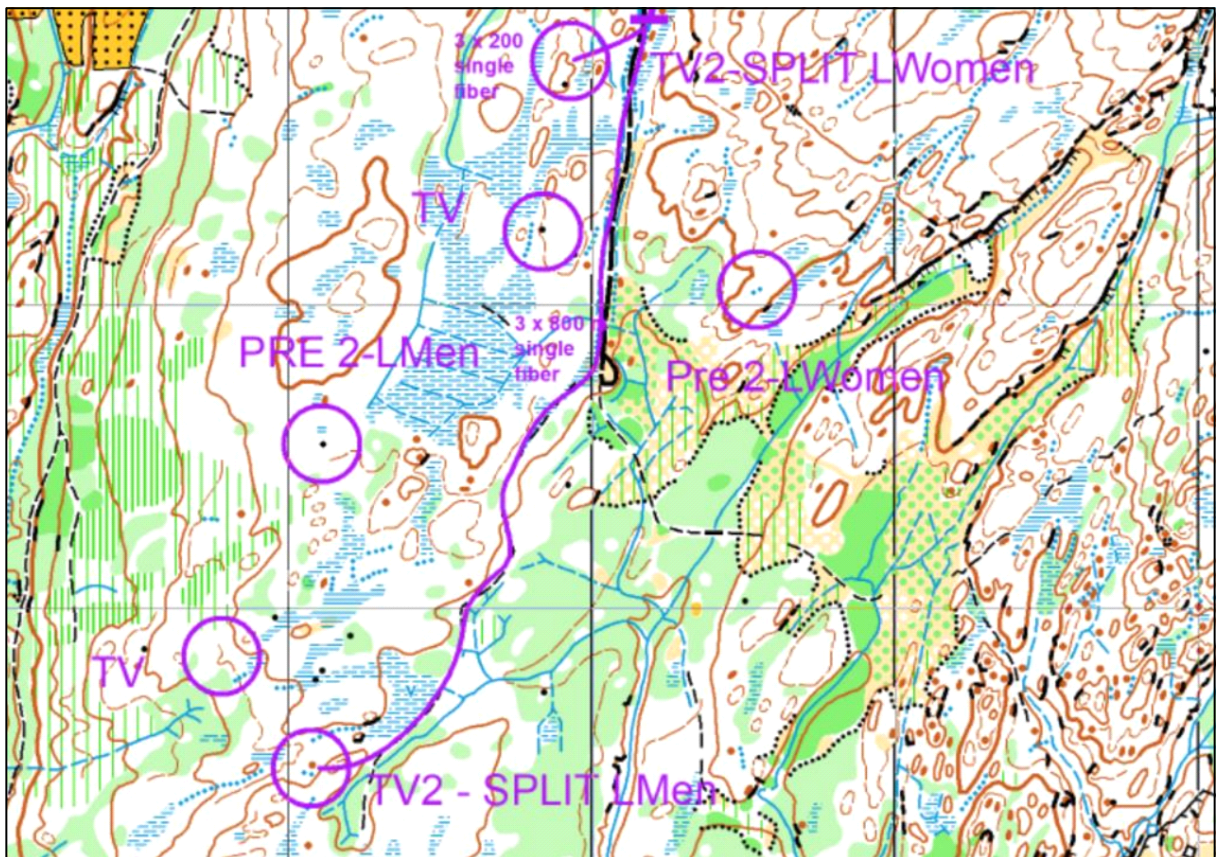 3 x 200
single
fiber
TV2-SPLIT LWomen
TV
3 x 800 m
single
fiber
PRE 2-LMen
Pre 2-LWomen
TV
TV2 - SPLIT LMen